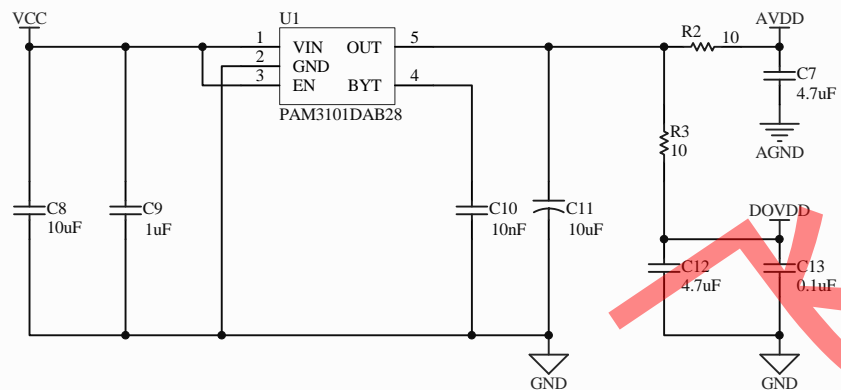 VCC
U1
1
VIN
OUT
5
2
GND
3
EN
BYT
4
PAM3101DAB28
R2
10
AVDD
C7
4.7uF
AGND
R3
10
C8
10uF
C9
1uF
C10
10nF
C11
10uF
DOVDD
C12
4.7uF
C13
0.1uF
GND
GND